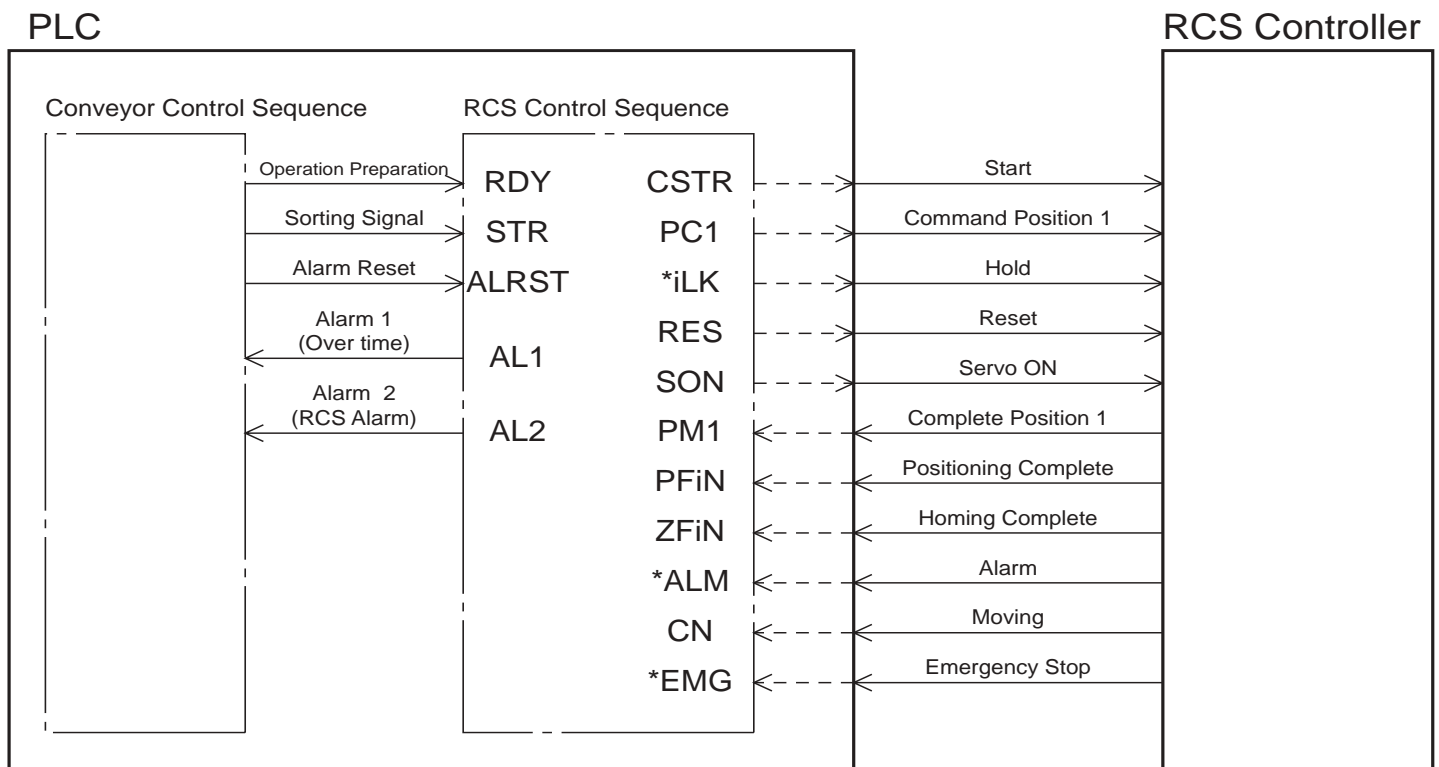 PLC
RCS Controller
Conveyor Control Sequence
RCS Control Sequence
Operation Preparation
RDY
CSTR
Start
Sorting Signal
STR
PC1
Command Position 1
Alarm Reset
ALRST
*iLK
Hold
Alarm 1
(Over time)
AL1
RES
Reset
SON
Servo ON
Alarm 2
(RCS Alarm)
AL2
PM1
Complete Position 1
PFiN
Positioning Complete
ZFiN
Homing Complete
*ALM
Alarm
CN
Moving
*EMG
Emergency Stop